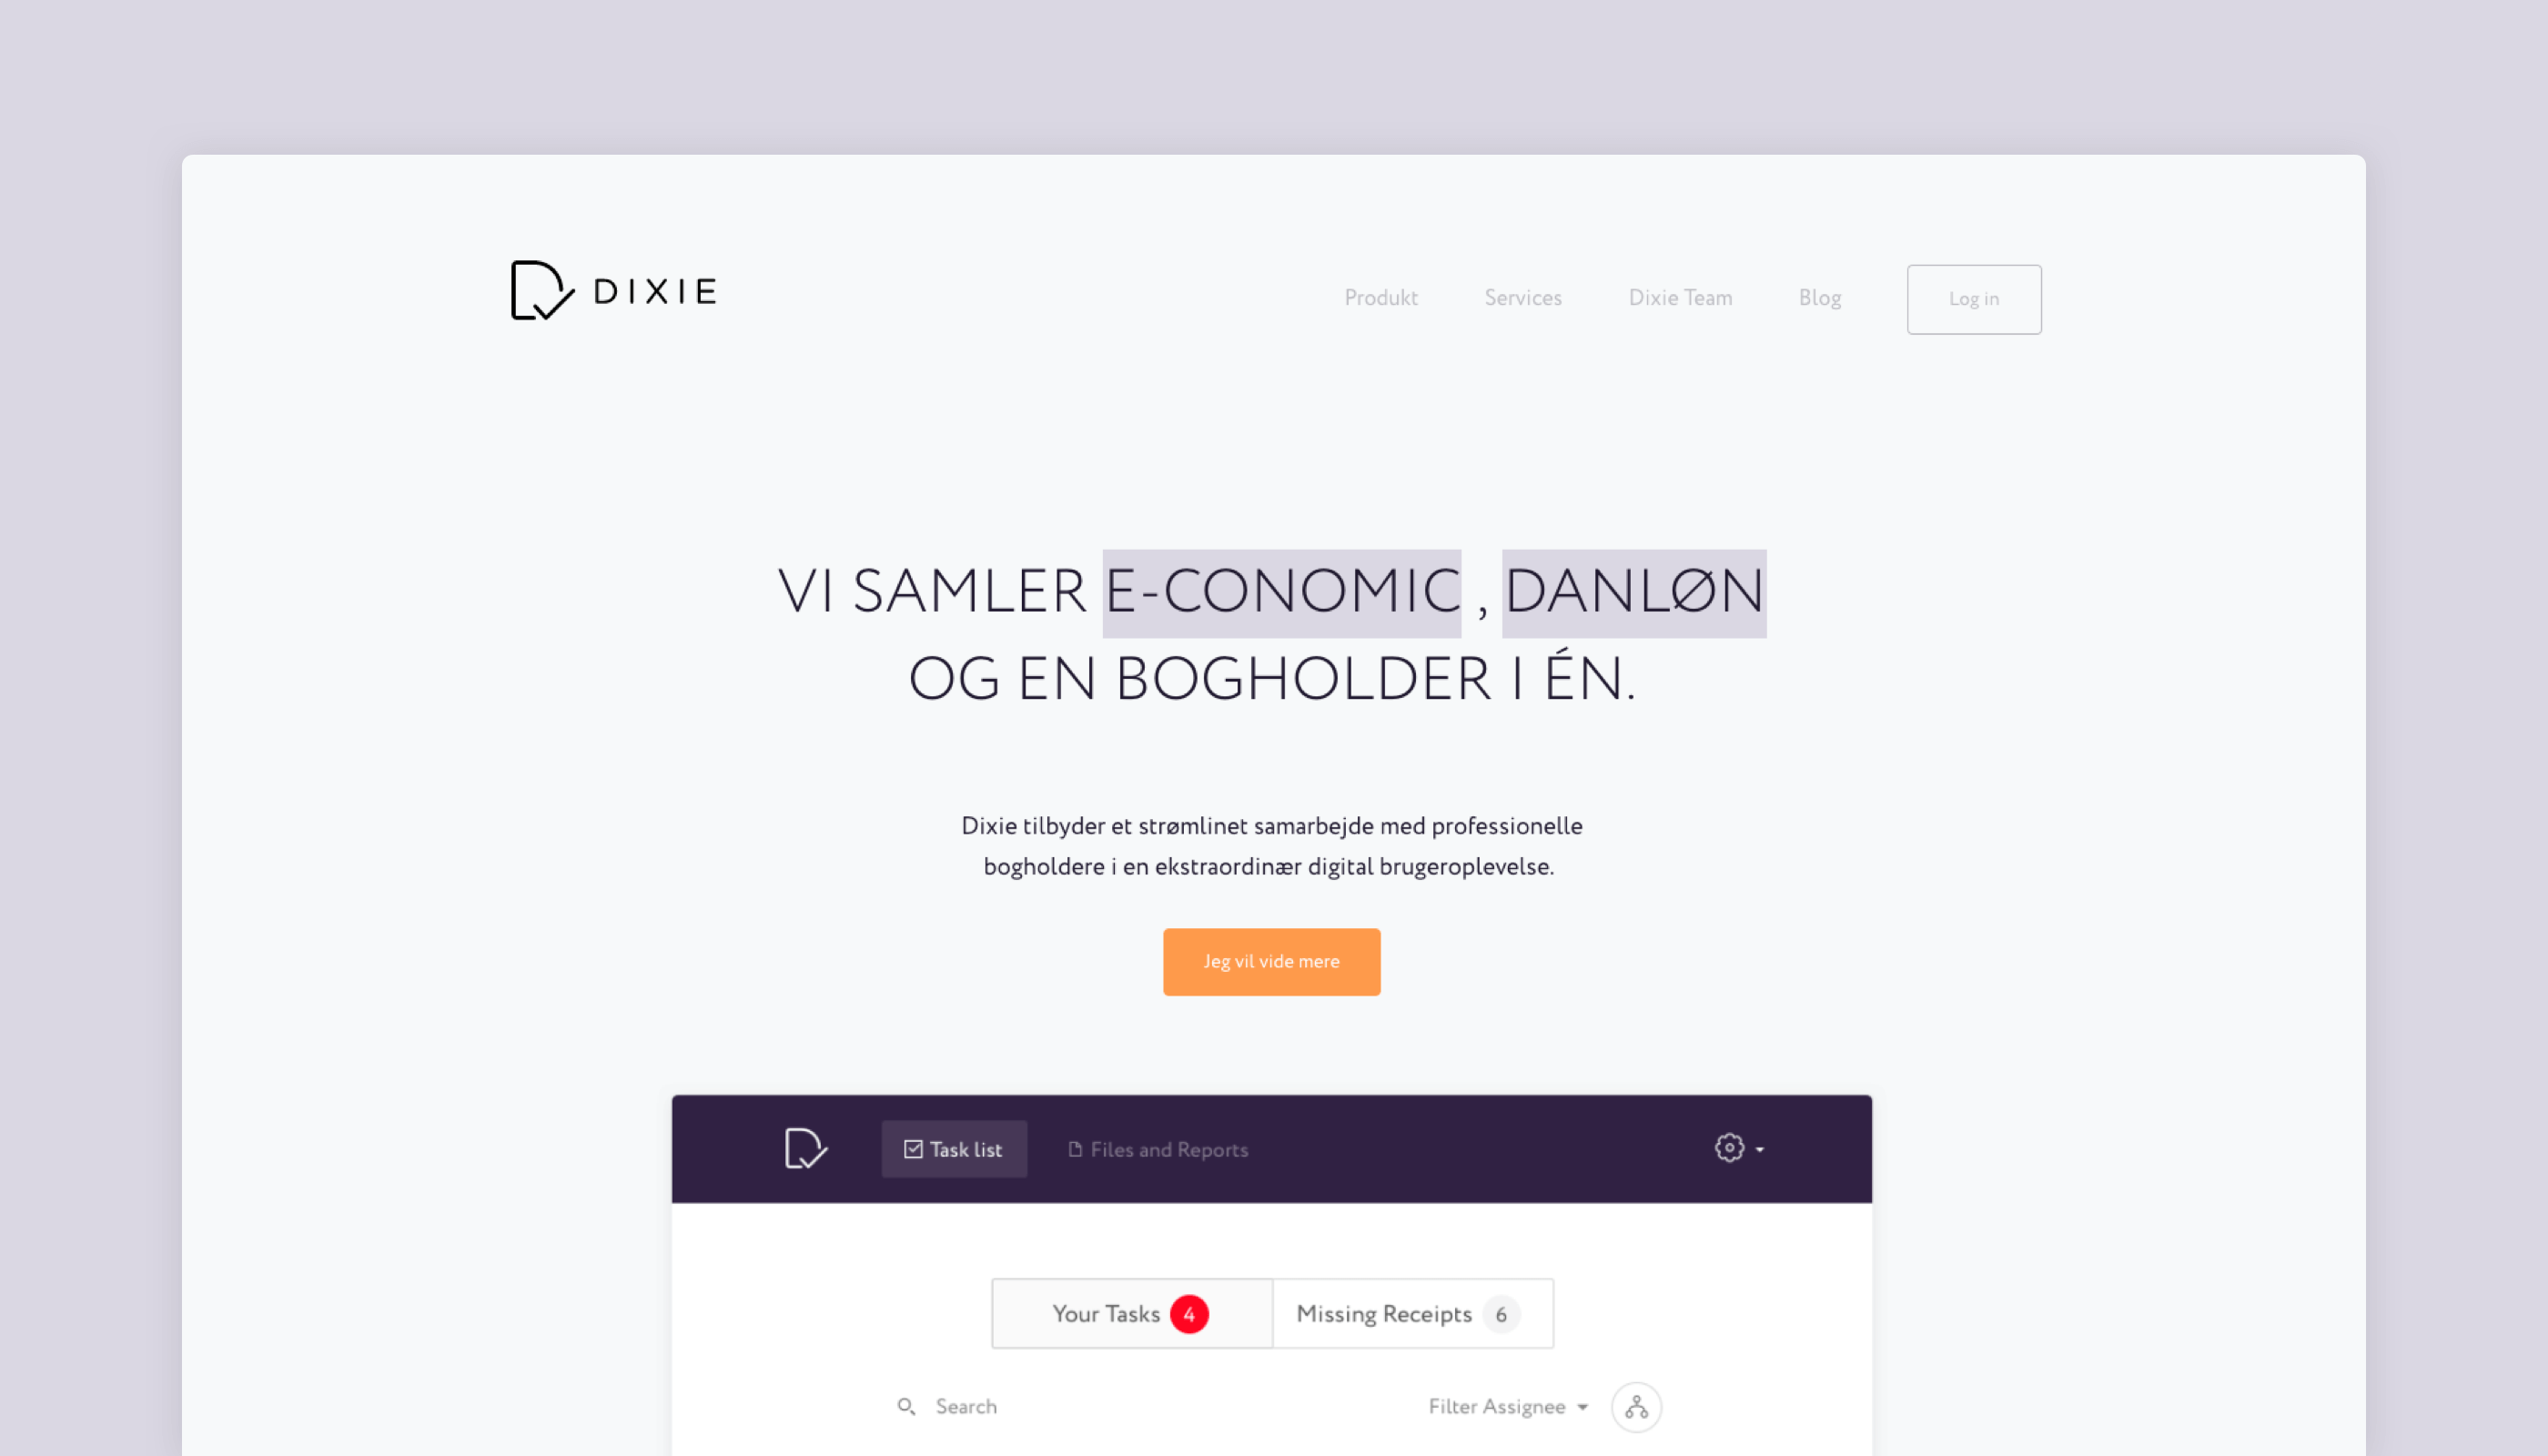 DIXIE
Produkt Services Dixie Team Blog Log in
VI SAMLER E-CONOMIC , DANLØN
OG EN BOGHOLDER I ÉN.
Dixie tilbyder et strømlinet samarbejde med professionelle
bogholdere i en ekstraordinær digital brugeroplevelse.
Jeg vil vide mere
Task list Files and Reports
Your Tasks 4 Missing Receipts 6
Search Filter Assignee